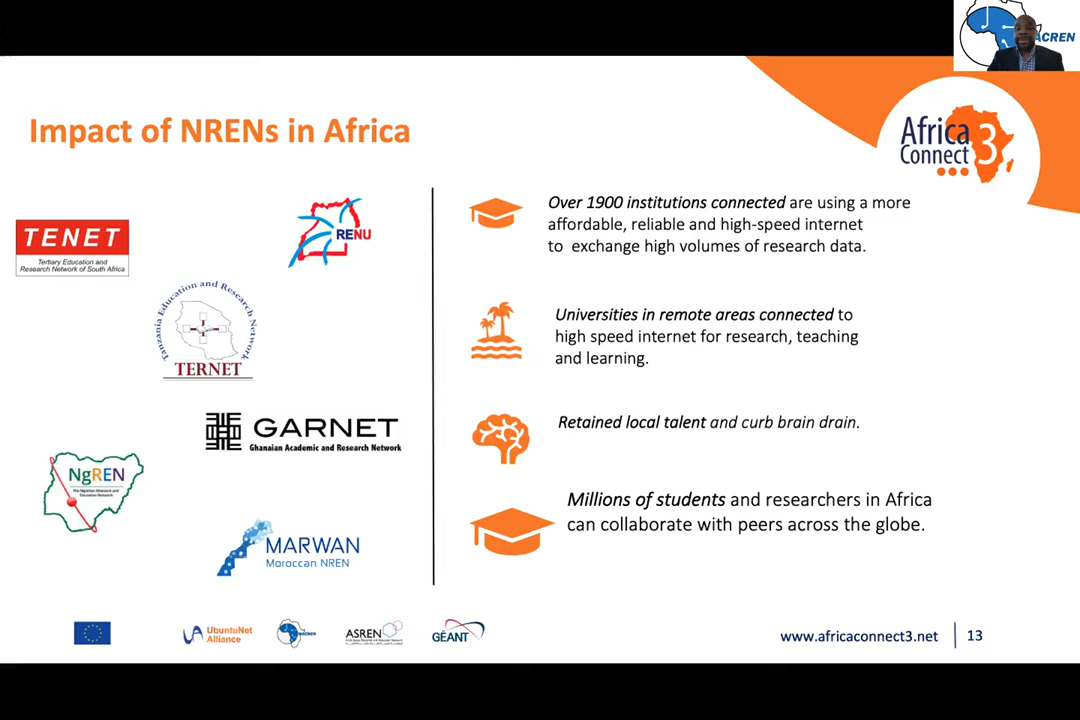 ACREN
Impact of NRENs in Africa
Africa
Connect 3
TENET
Tertiary Education and
Research Network of South Africa
RENU
Tanzania Education and Research Network
TERNET
GARNET
Ghanaian Academic and Research Network
NgREN
The Nigerian Research and
Education Network
MARWAN
Moroccan NREN
Over 1900 institutions connected are using a more
affordable, reliable and high-speed internet
to exchange high volumes of research data.
Universities in remote areas connected to
high speed internet for research, teaching
and learning.
Retained local talent and curb brain drain.
Millions of students and researchers in Africa
can collaborate with peers across the globe.
UbuntuNet
Alliance
WACREN
ASREN
GÉANT
www.africaconnect3.net
13